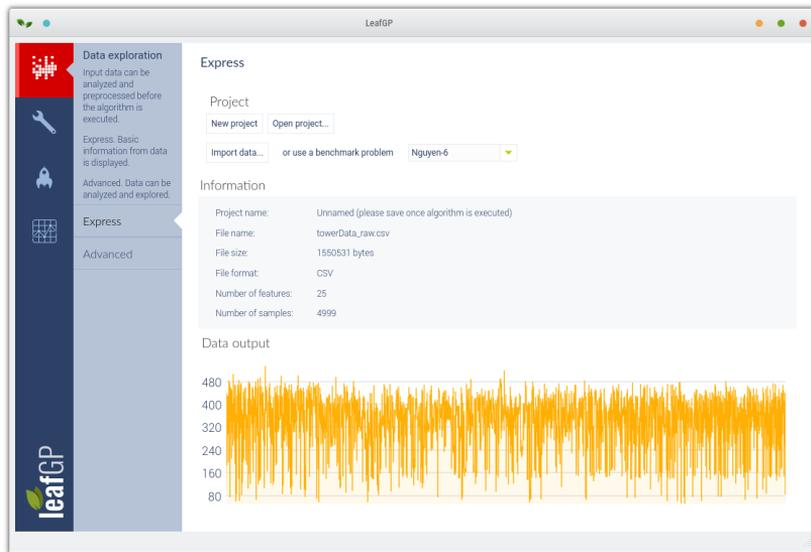 LeafGP
Data exploration
Input data can be
analyzed and
preprocessed before
the algorithm is
executed.
Express. Basic
information from data
is displayed.
Advanced. Data can be
analyzed and explored.
Express
Advanced
leafGP
Express
Project
New project
Open project...
Import data...
or use a benchmark problem
Nguyen-6
Information
Project name: Unnamed (please save once algorithm is executed)
File name: towerData_raw.csv
File size: 1550531 bytes
File format: CSV
Number of features: 25
Number of samples: 4999
Data output
480
400
320
240
160
80